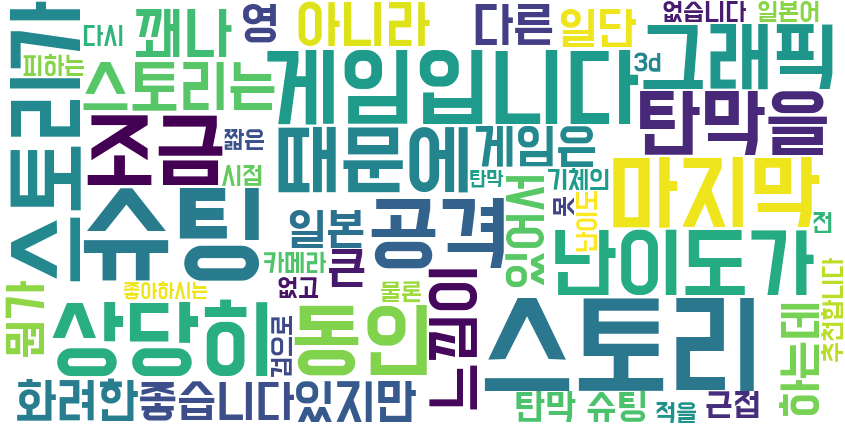 스토리가
다시
꽤나
영
아니라
다른
일단
없습니다
일본어
피하는
스토리는
게임입니다
3d
그래픽
조금
짧은
때문에
게임은
탄막을
시점
탄막
기체의
마지막
슈팅
일본
공격
있어서
못
난이도
전
카메라
큰
난이도가
뭔가
좋아하시는
없고
물론
느낌이
상당히
검으로
동인
스토리
하는데
추천합니다
화려한
좋습니다
있지만
탄막 슈팅
적을
근접